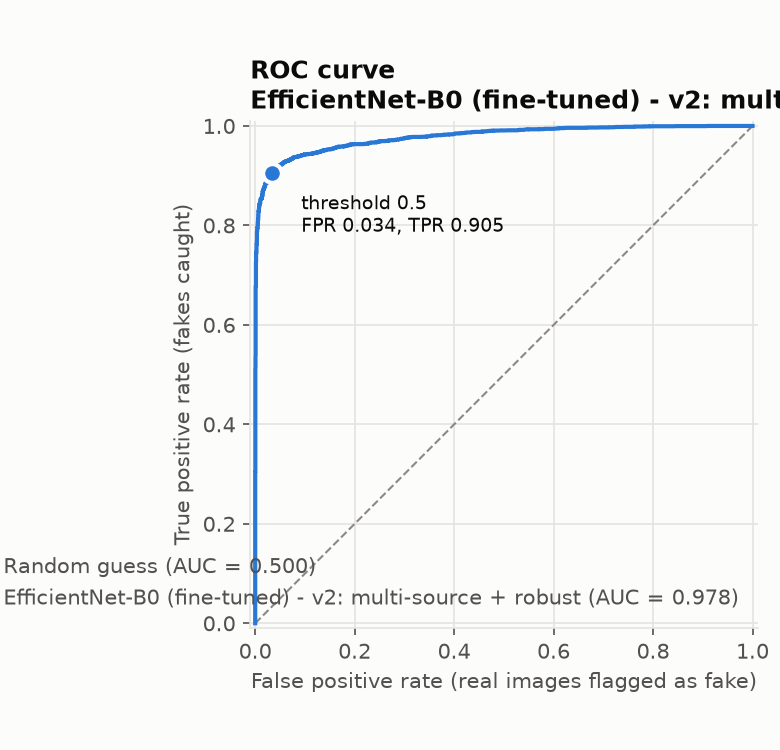 ROC curve
EfficientNet-B0 (fine-tuned) - v2: mult
1.0
threshold 0.5
FPR 0.034, TPR 0.905
0.8
True positive rate (fakes caught)
0.6
0.4
0.2
Random guess (AUC = 0.500)
EfficientNet-B0 (fine-tuned) - v2: multi-source + robust (AUC = 0.978)
0.0
0.0 0.2 0.4 0.6 0.8 1.0
False positive rate (real images flagged as fake)